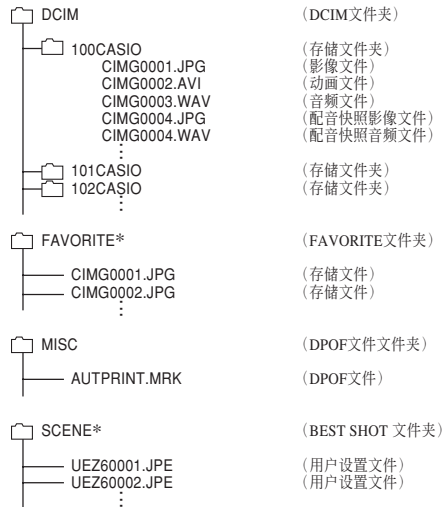 DCIM （DCIM文件夹）
100CASIO （存储文件夹）
CIMG0001.JPG （影像文件）
CIMG0002.AVI （动画文件）
CIMG0003.WAV （音频文件）
CIMG0004.JPG （配音快照影像文件）
CIMG0004.WAV （配音快照音频文件）
101CASIO （存储文件夹）
102CASIO （存储文件夹）
FAVORITE* （FAVORITE文件夹）
CIMG0001.JPG （存储文件）
CIMG0002.JPG （存储文件）
MISC （DPOF文件文件夹）
AUTPRINT.MRK （DPOF文件）
SCENE* （BEST SHOT 文件夹）
UEZ60001.JPE （用户设置文件）
UEZ60002.JPE （用户设置文件）